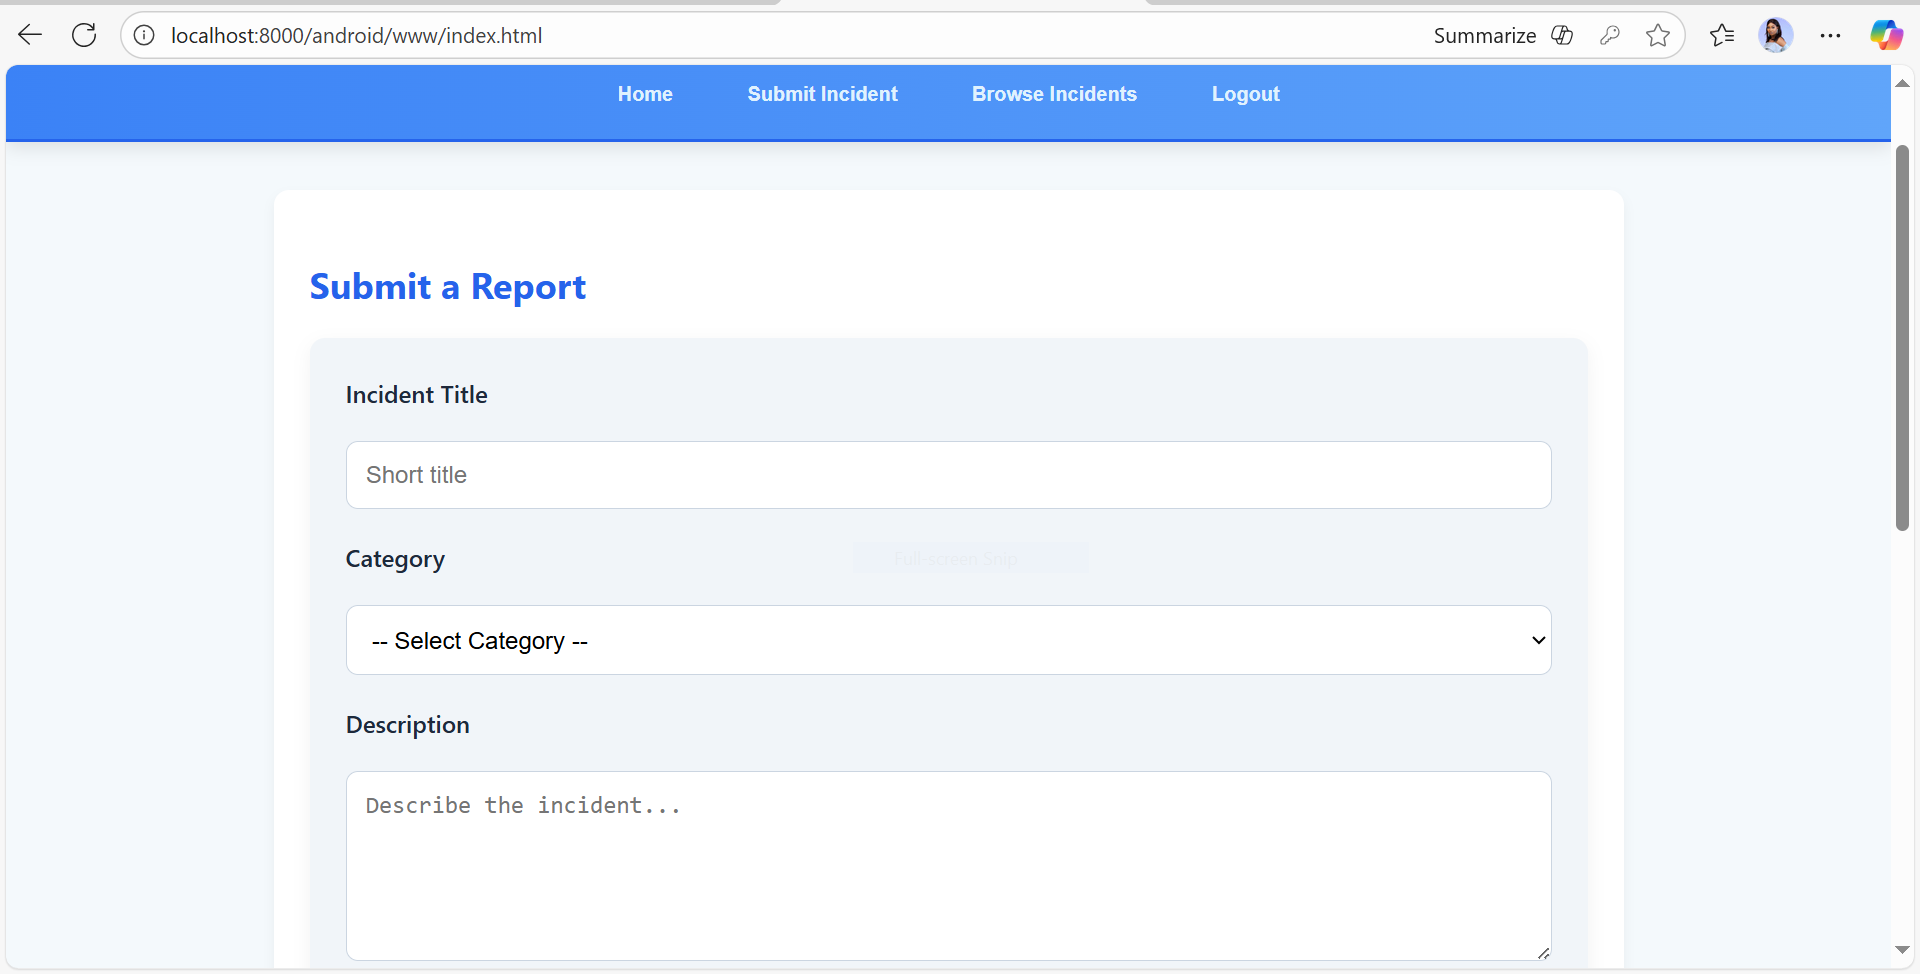 localhost:8000/android/www/index.html Summarize
Home Submit Incident Browse Incidents Logout
Submit a Report
Incident Title
Short title
Category
Full-screen Snip
-- Select Category --
Description
Describe the incident...